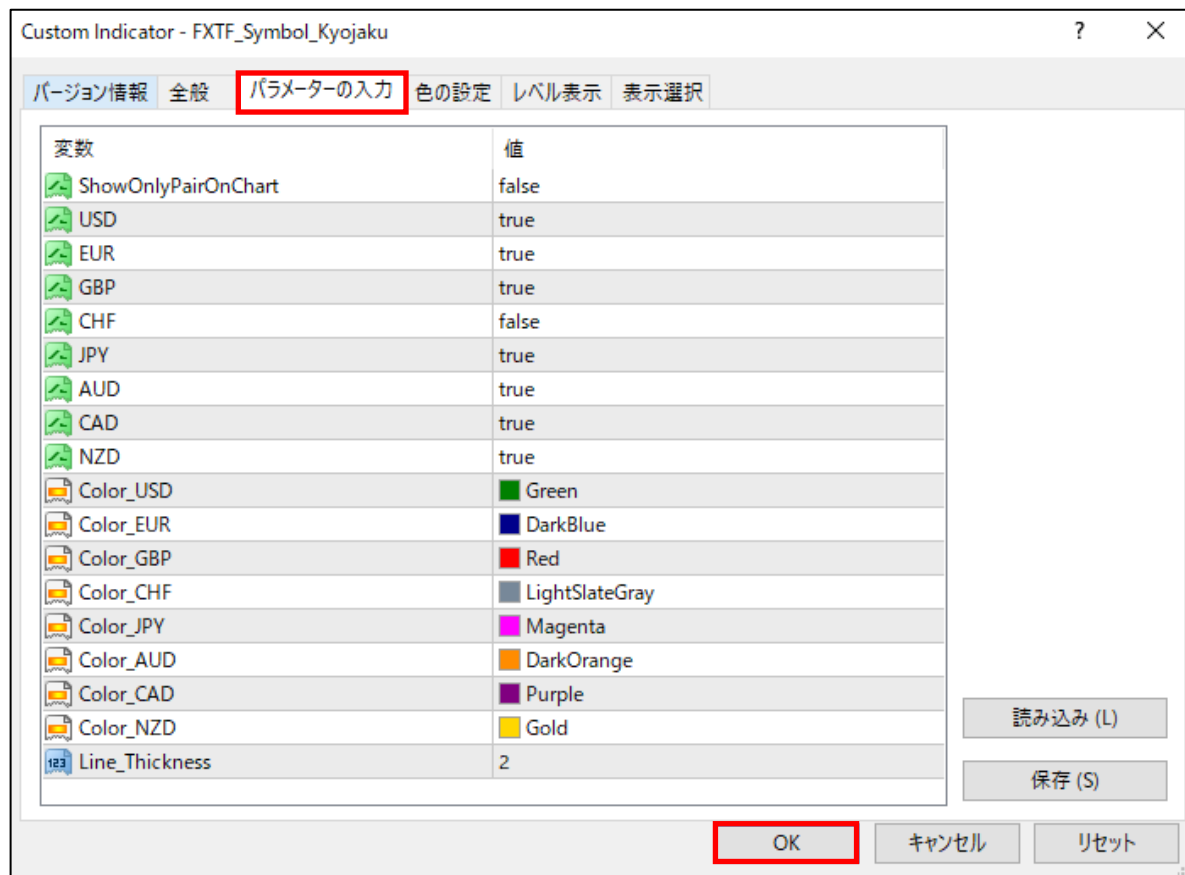 Custom Indicator - FXTF_Symbol_Kyojaku ? ×
バージョン情報 全般 パラメーターの入力 色の設定 レベル表示 表示選択
変数 値
ShowOnlyPairOnChart false
USD true
EUR true
GBP true
CHF false
JPY true
AUD true
CAD true
NZD true
Color_USD Green
Color_EUR DarkBlue
Color_GBP Red
Color_CHF LightSlateGray
Color_JPY Magenta
Color_AUD DarkOrange
Color_CAD Purple
Color_NZD Gold
123 Line_Thickness 2
読み込み (L)
保存 (S)
OK キャンセル リセット